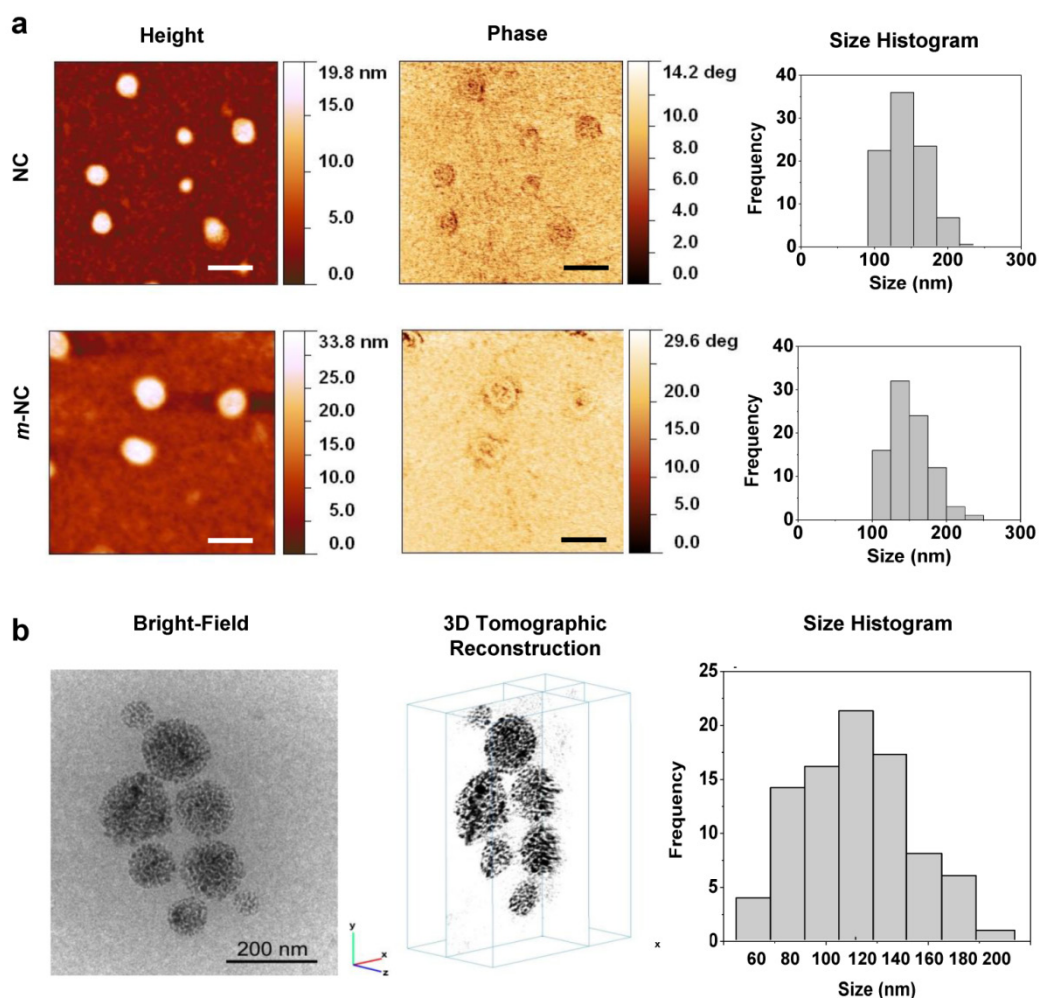 a
Height
Phase
Size Histogram
NC
19.8 nm
15.0
10.0
5.0
0.0
14.2 deg
10.0
8.0
6.0
4.0
2.0
0.0
Frequency
40
30
20
10
0
0
100
200
300
Size (nm)
m-NC
33.8 nm
25.0
20.0
15.0
10.0
5.0
0.0
29.6 deg
20.0
15.0
10.0
5.0
0.0
Frequency
40
30
20
10
0
0
100
200
300
Size (nm)
b
Bright-Field
3D Tomographic
Reconstruction
Size Histogram
200 nm
y
x
z
x
Frequency
25
20
15
10
5
0
60 80 100 120 140 160 180 200
Size (nm)